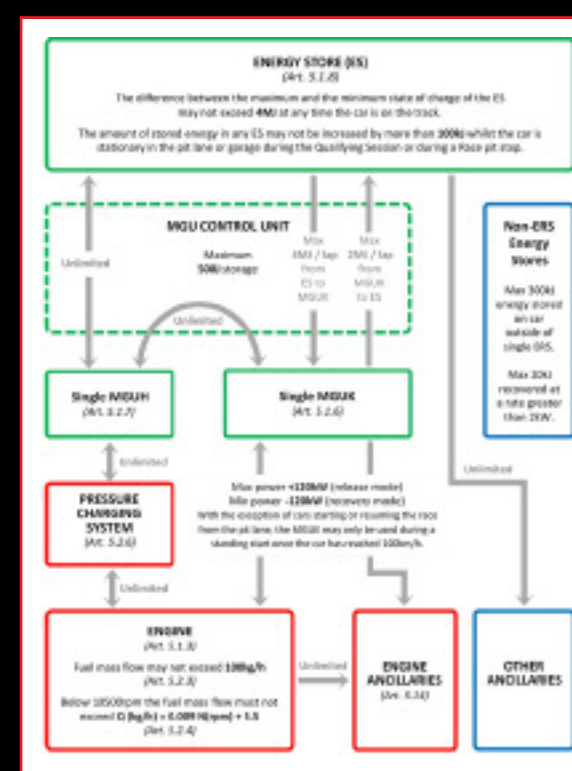 ENERGY STORE (ES)
(Art. 5.1.8)
The difference between the maximum and the minimum state of charge of the ES
may not exceed 4MJ at any time the car is on the track.
The amount of stored energy in any ES may not be increased by more than 100kJ whilst the car is
stationary in the pit lane or garage during the Qualifying Session or during a Race pit stop.
MGU CONTROL UNIT
Maximum
storage
Unlimited
Max
4MJ / lap
from
ES to
MGUK
Max
2MJ / lap
from
MGUK
to ES
Non-ERS
Energy
Stores
Max 300kJ
energy stored
on car
outside of
single ERS.
Max 20kJ
recovered at
a rate greater
than 2kW.
Unlimited
Single MGUH
(Art. 5.1.7)
Single MGUK
(Art. 5.1.6)
Unlimited
Unlimited
PRESSURE
CHARGING
SYSTEM
(Art. 5.2.6)
Max power +120kW (release mode)
power -120kW (recovery mode)
With the exception of cars starting or resuming the race
from the pit lane, the MGUK may only be used during a
standing start once the car has reached 100km/h.
Unlimited
ENGINE
(Art. 5.1.3)
Fuel mass flow may not exceed 100kg/h
(Art. 5.2.3)
Below 10500rpm the fuel mass flow must not
exceed Q (kg/h) = 0.009 N(rpm) + 5.5
(Art. 5.2.4)
Unlimited
ENGINE
ANCILLARIES
(Art. 5.14)
OTHER
ANCILLARIES